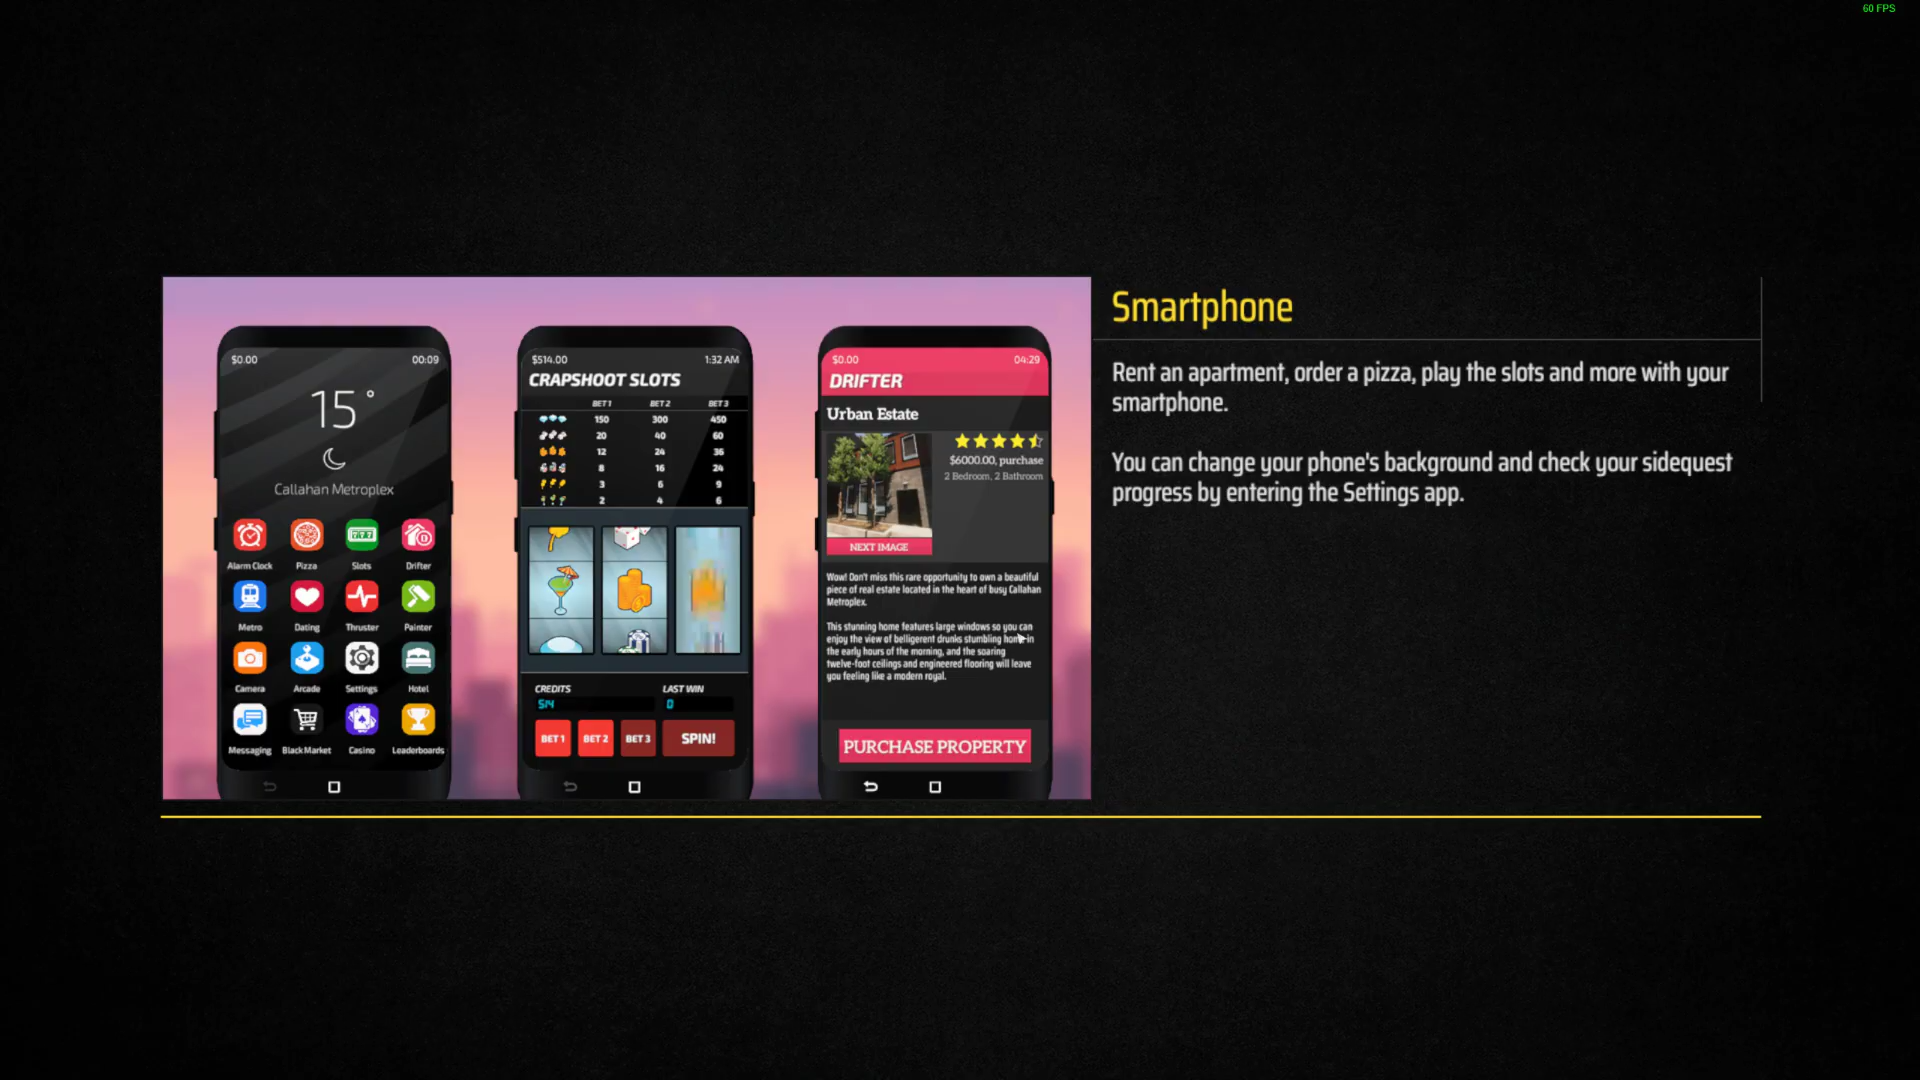 60 FPS
$0.00 00:09
15°
Callahan Metroplex
Alarm Clock Pizza Slots Drifter
Metro Dating Thruster Painter
Camera Arcade Settings Hotel
Messaging Black Market Casino Leaderboards
$514.00 1:32 AM
CRAPSHOOT SLOTS
BET 1 BET 2 BET 3
150 300 450
20 40 60
12 24 36
8 16 24
3 6 9
2 4 6
CREDITS LAST WIN
514 0
BET 1 BET 2 BET 3 SPIN!
$0.00 04:29
DRIFTER
Urban Estate
$6000.00, purchase
2 Bedroom, 2 Bathroom
NEXT IMAGE
Wow! Don't miss this rare opportunity to own a beautiful
piece of real estate located in the heart of busy Callahan
Metroplex.
This stunning home features large windows so you can
enjoy the view of belligerent drunks stumbling home in
the early hours of the morning, and the soaring
twelve-foot ceilings and engineered flooring will leave
you feeling like a modern royal.
PURCHASE PROPERTY
Smartphone
Rent an apartment, order a pizza, play the slots and more with your
smartphone.
You can change your phone's background and check your sidequest
progress by entering the Settings app.